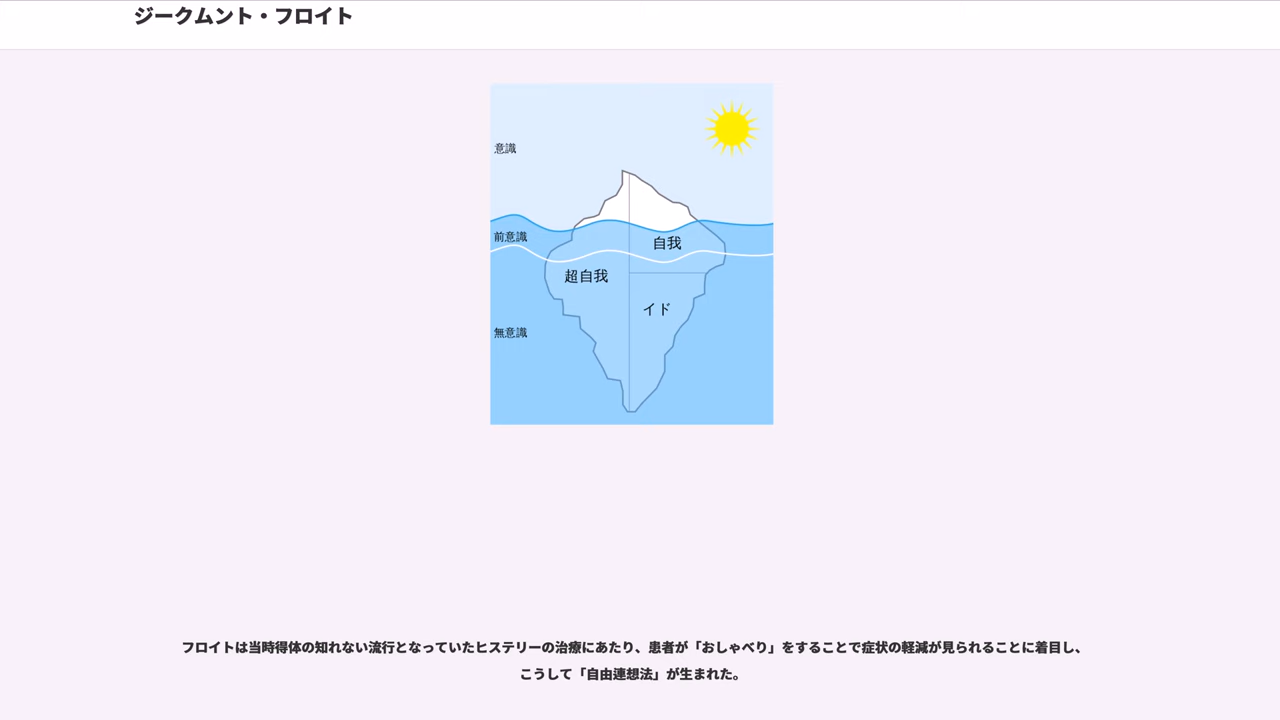 ジークムント・フロイト
意識
前意識
自我
超自我
イド
無意識
フロイトは当時得体の知れない流行となっていたヒステリーの治療にあたり、患者が「おしゃべり」をすることで症状の軽減が見られることに着目し、
こうして「自由連想法」が生まれた。